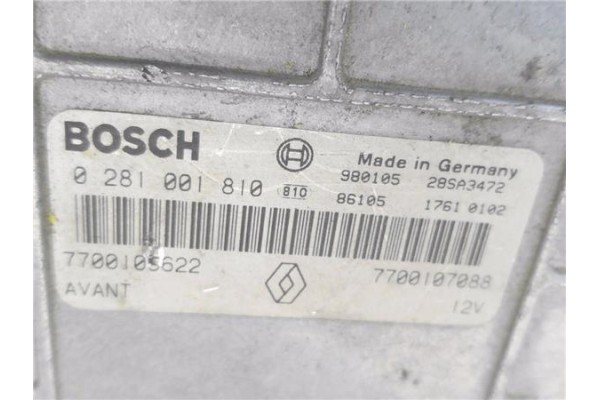 BOSCH Made in Germany
980105 28SA3472
0 281 001 810 810 86105 1761 0102
7700105622 7700107088
AVANT 12V